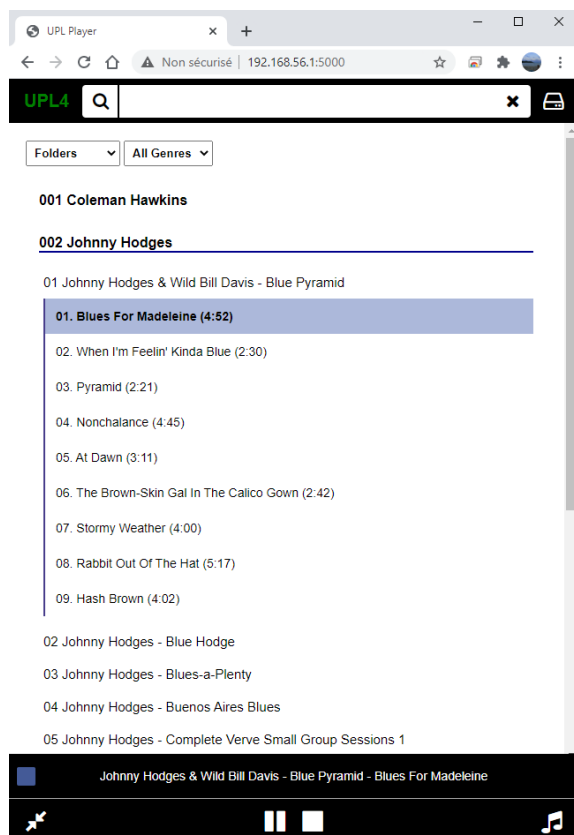 UPL Player
Non sécurisé | 192.168.56.1:5000
UPL4
Folders All Genres
001 Coleman Hawkins
002 Johnny Hodges
01 Johnny Hodges & Wild Bill Davis - Blue Pyramid
01. Blues For Madeleine (4:52)
02. When I'm Feelin' Kinda Blue (2:30)
03. Pyramid (2:21)
04. Nonchalance (4:45)
05. At Dawn (3:11)
06. The Brown-Skin Gal In The Calico Gown (2:42)
07. Stormy Weather (4:00)
08. Rabbit Out Of The Hat (5:17)
09. Hash Brown (4:02)
02 Johnny Hodges - Blue Hodge
03 Johnny Hodges - Blues-a-Plenty
04 Johnny Hodges - Buenos Aires Blues
05 Johnny Hodges - Complete Verve Small Group Sessions 1
Johnny Hodges & Wild Bill Davis - Blue Pyramid - Blues For Madeleine